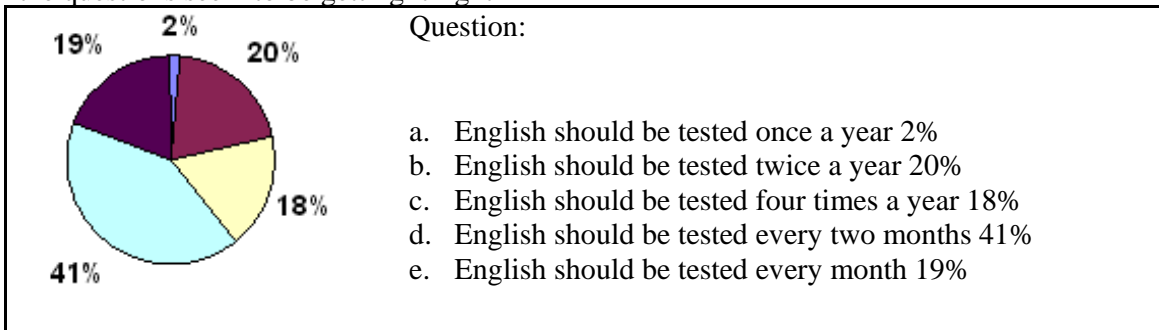 2%
19%
20%
18%
41%
Question:
a. English should be tested once a year 2%
b. English should be tested twice a year 20%
c. English should be tested four times a year 18%
d. English should be tested every two months 41%
e. English should be tested every month 19%